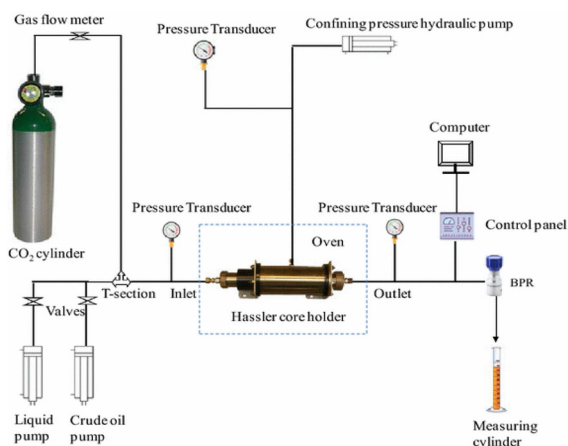 Gas flow meter
Pressure Transducer
Confining pressure hydraulic pump
Computer
Pressure Transducer
Pressure Transducer
Oven
Control panel
CO₂ cylinder
T-section
Inlet
Outlet
BPR
Valves
Hassler core holder
Liquid
pump
Crude oil
pump
Measuring
cylinder